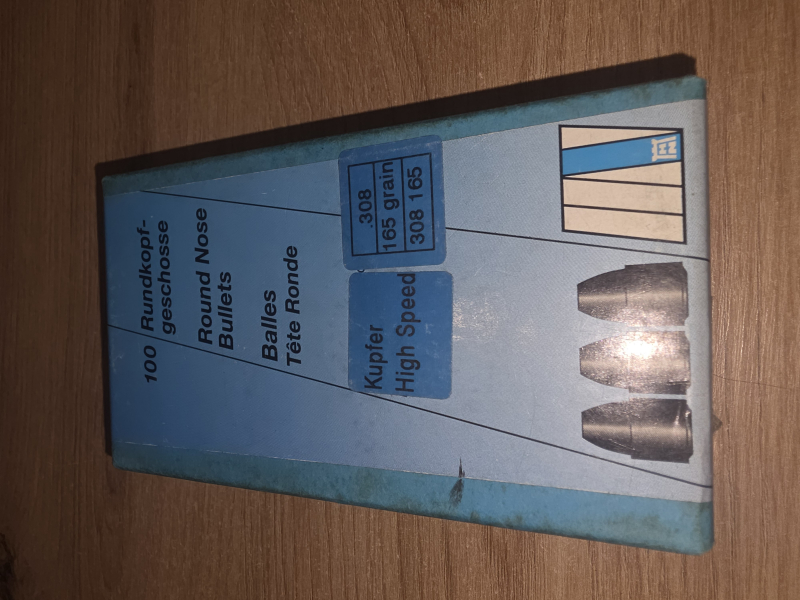 100 Rundkopf-
geschosse
Round Nose
Bullets
Balles
Tête Ronde
Kupfer
High Speed
.308
165 grain
308 165